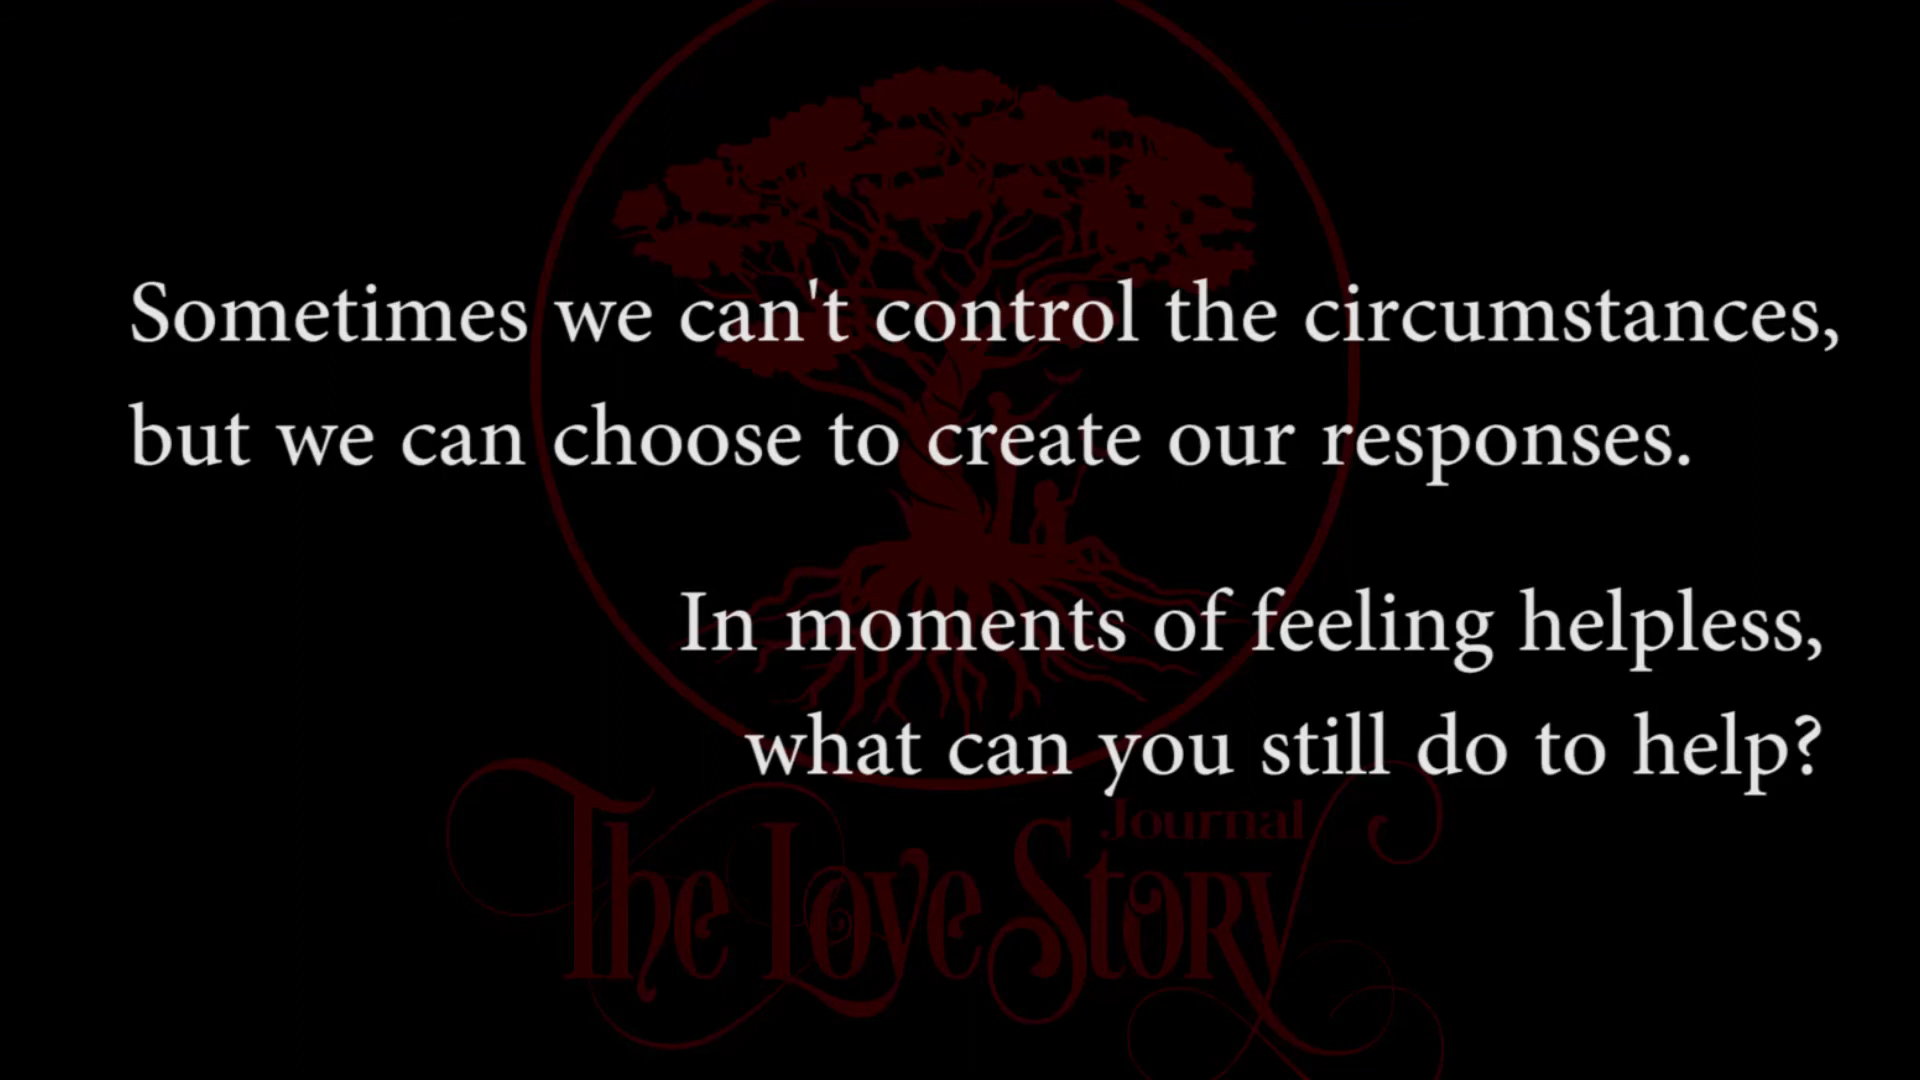 Sometimes we can't control the circumstances,
but we can choose to create our responses.
In moments of feeling helpless,
what can you still do to help?
Journal
The Love Story